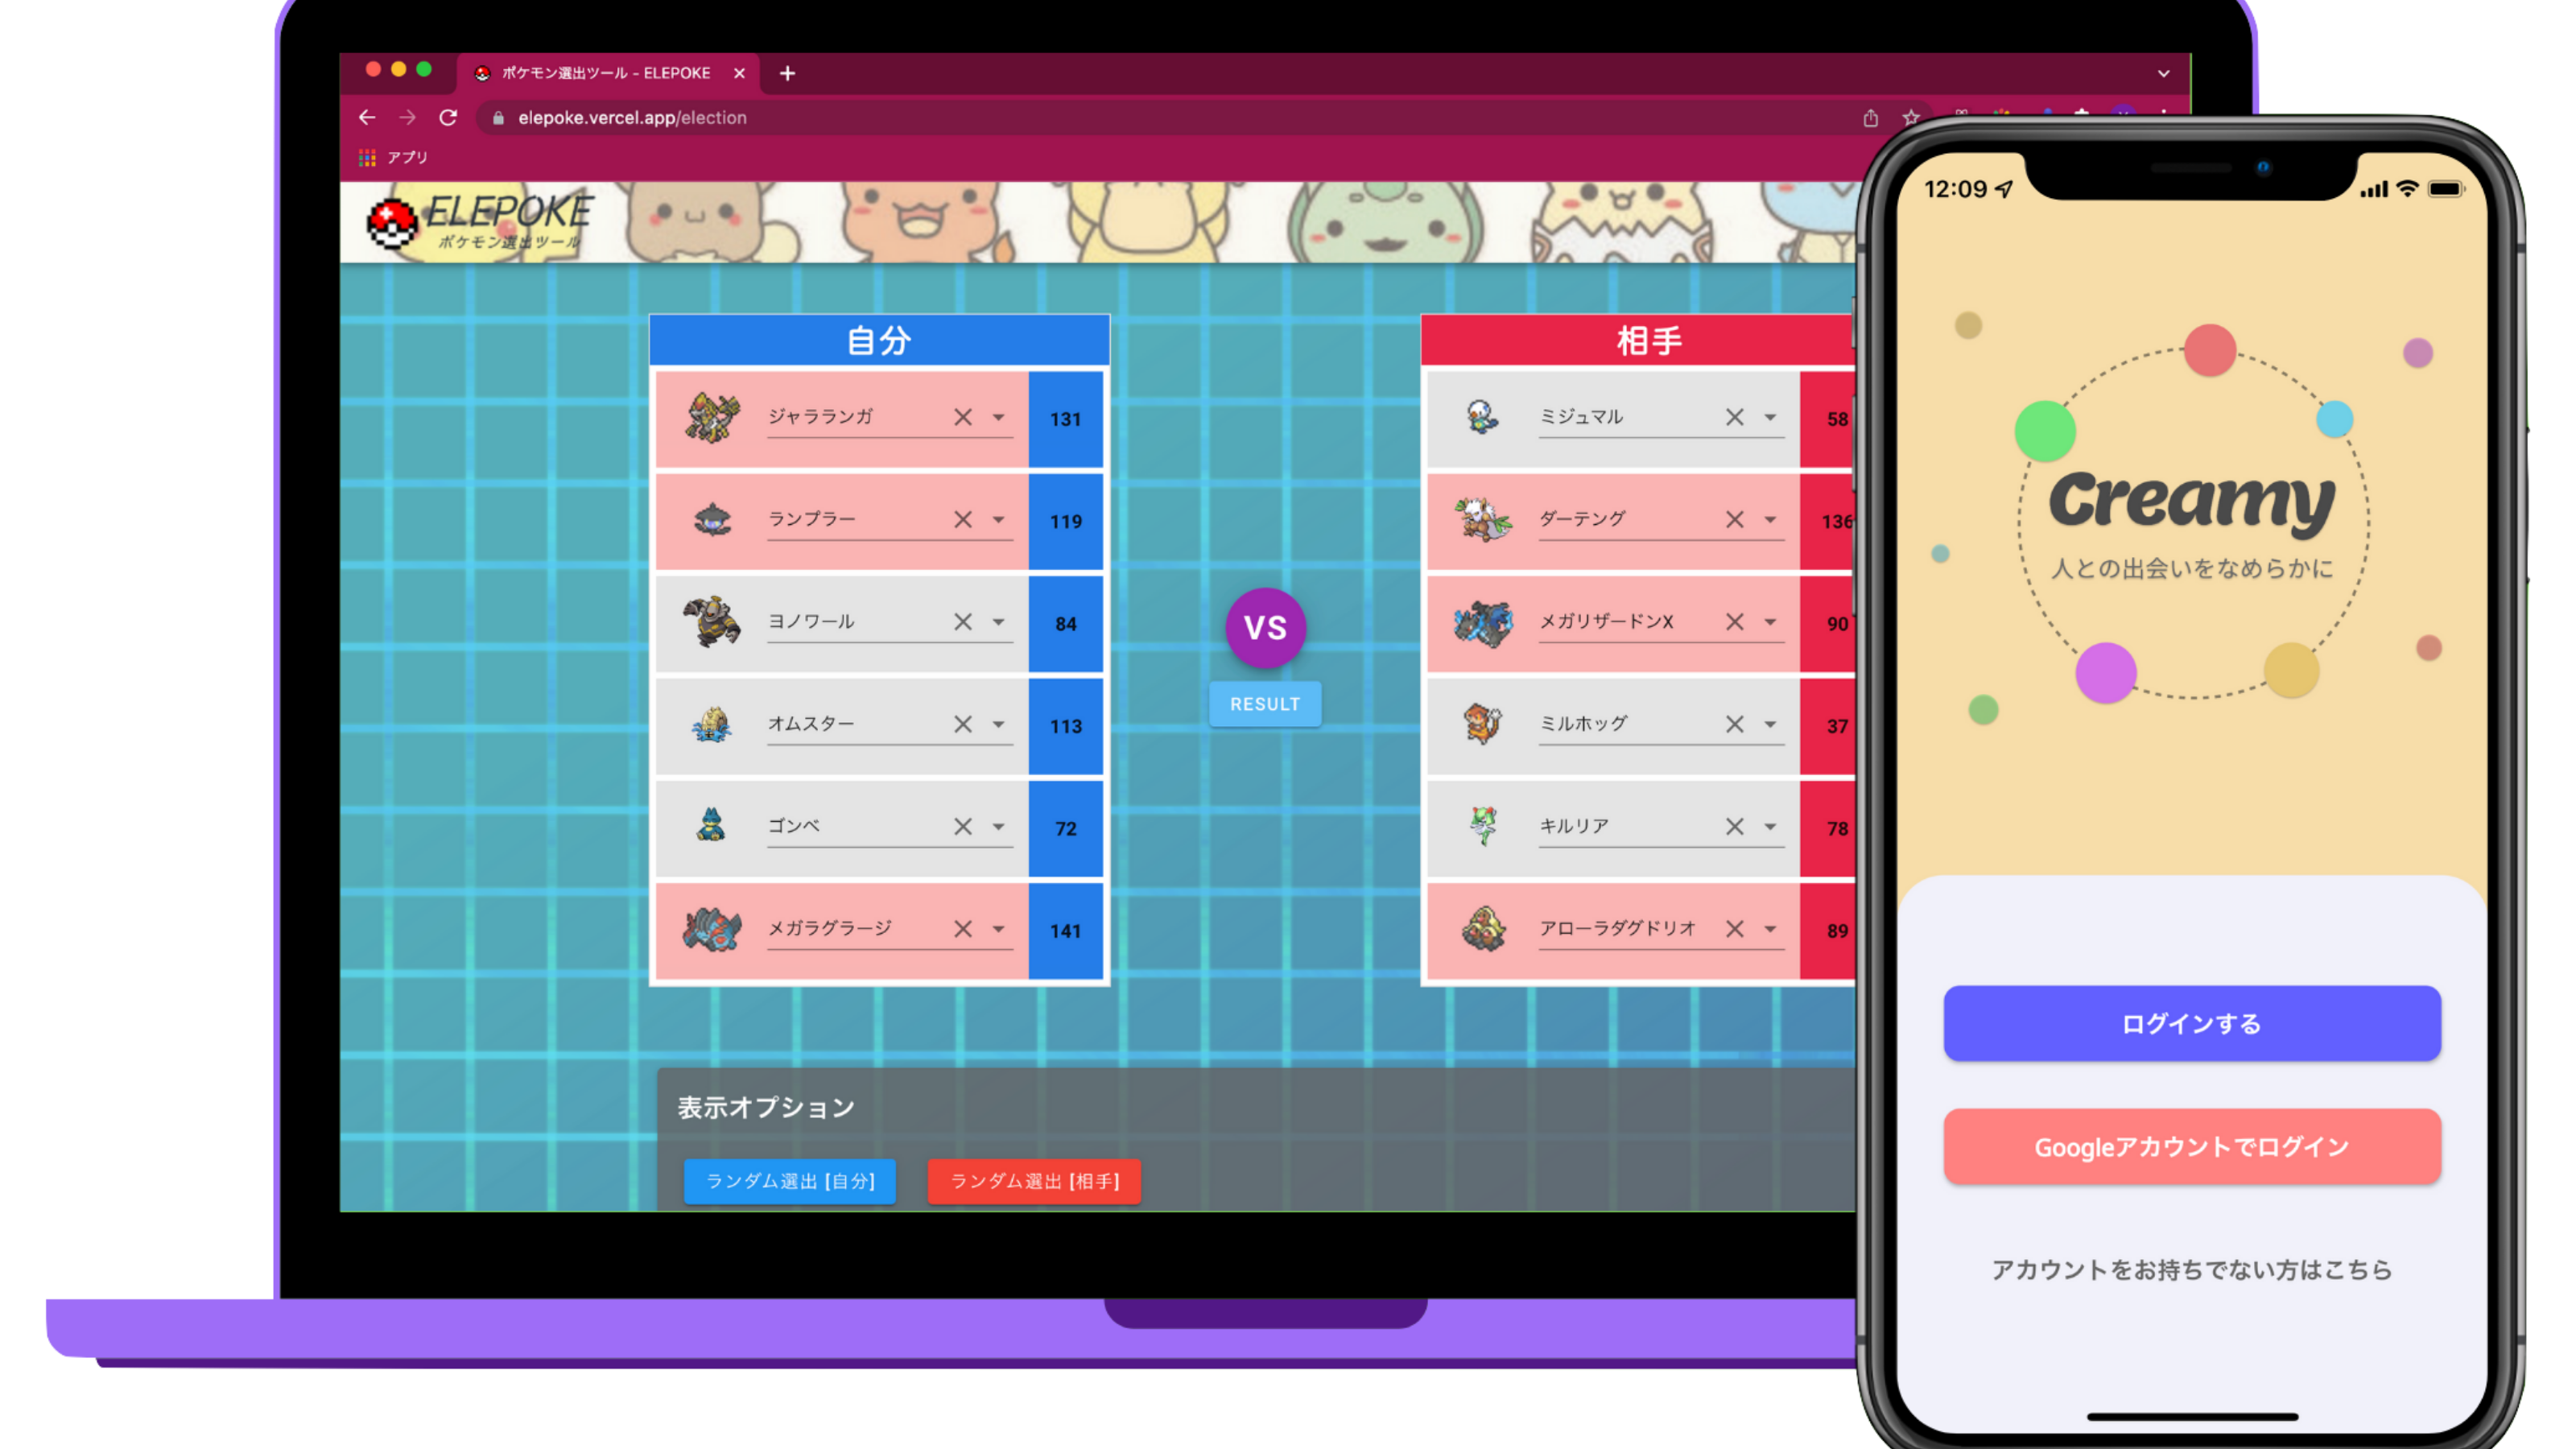 ポケモン選出ツール - ELEPOKE
elepoke.vercel.app/election
アプリ
ELEPOKE
ポケモン選出ツール
自分
ジャラランガ 131
ランプラー 119
ヨノワール 84
オムスター 113
ゴンベ 72
メガラグラージ 141
VS
RESULT
相手
ミジュマル 58
ダーテング 136
メガリザードンX 90
ミルホッグ 37
キルリア 78
アローラダグドリオ 89
表示オプション
ランダム選出 [自分]
ランダム選出 [相手]
12:09
Creamy
人との出会いをなめらかに
ログインする
Googleアカウントでログイン
アカウントをお持ちでない方はこちら